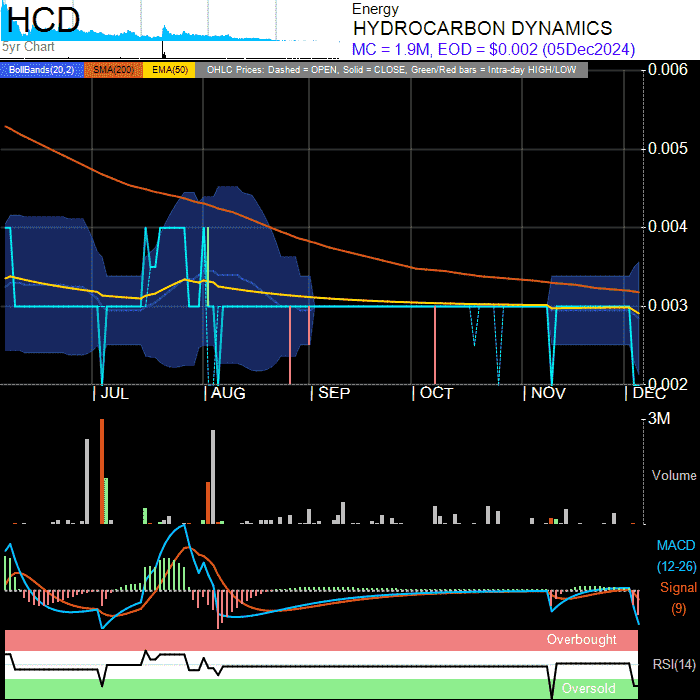 HCD
5yr Chart
Energy
HYDROCARBON DYNAMICS
MC = 1.9M, EOD = $0.002 (05Dec2024)
BollBands(20,2) SMA(200) EMA(50) OHLC Prices: Dashed = OPEN, Solid = CLOSE, Green/Red bars = Intra-day HIGH/LOW
0.006
0.005
0.004
0.003
0.002
JUL AUG SEP OCT NOV DEC
3M
Volume
MACD
(12-26)
Signal
(9)
Overbought
RSI(14)
Oversold